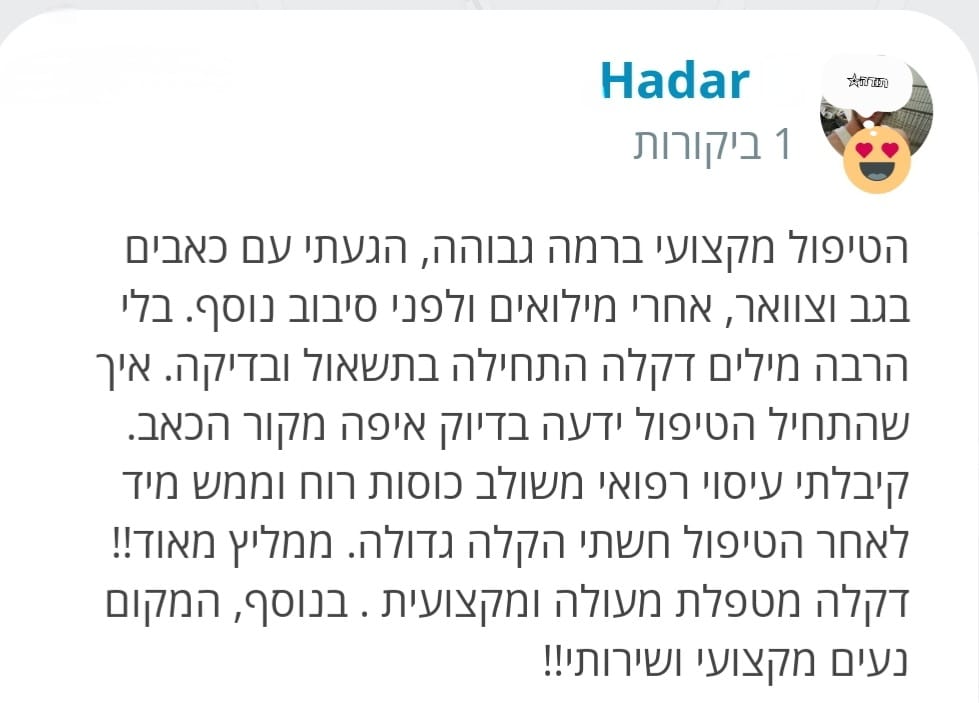 Hadar
1 ביקורות
תודה☆
הטיפול מקצועי ברמה גבוהה, הגעתי עם כאבים
בגב וצוואר, אחרי מילואים ולפני סיבוב נוסף. בלי
הרבה מילים דקלה התחילה בתשאול ובדיקה. איך
שהתחיל הטיפול ידעה בדיוק איפה מקור הכאב.
קיבלתי עיסוי רפואי משולב כוסות רוח וממש מיד
לאחר הטיפול חשתי הקלה גדולה. ממליץ מאוד!!
דקלה מטפלת מעולה ומקצועית . בנוסף, המקום
נעים מקצועי ושירותי!!